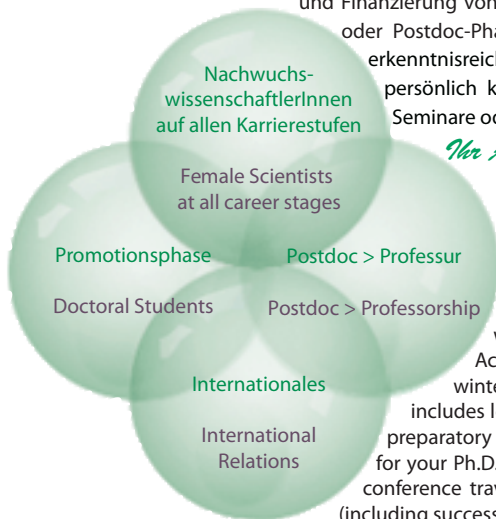 und Finanzierung von
oder Postdoc-Pha
erkenntnisreich
persönlich k
Seminare od
Ihr
Nachwuchs-
wissenschaftlerInnen
auf allen Karrierestufen
Female Scientists
at all career stages
Promotionsphase
Doctoral Students
Postdoc > Professur
Postdoc > Professorship
Internationales
International
Relations
Ac
winte
includes l
preparatory
for your Ph.D.
conference trav
(including success